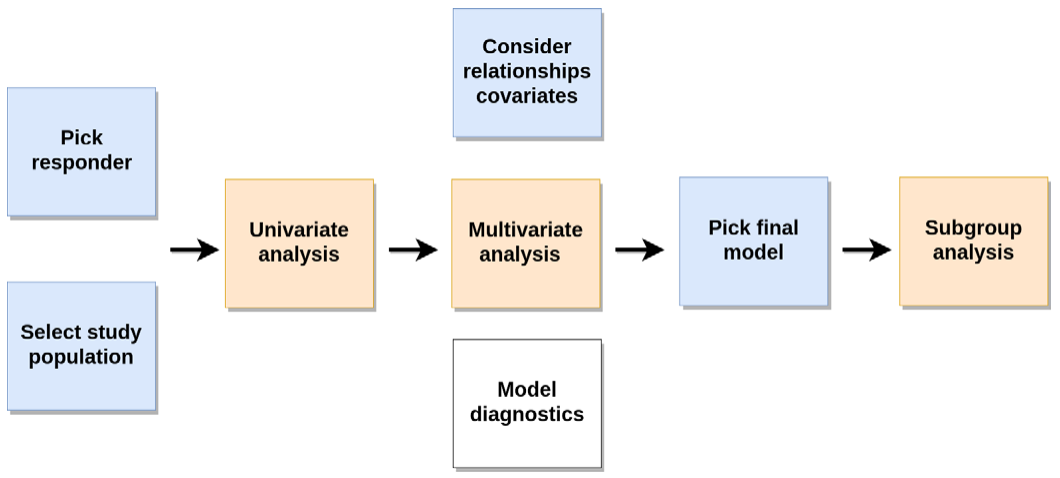 Pick
responder
Select study
population
Univariate
analysis
Consider
relationships
covariates
Multivariate
analysis
Model
diagnostics
Pick final
model
Subgroup
analysis